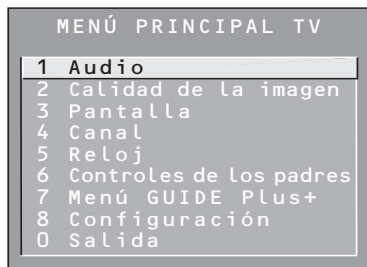 MENÚ PRINCIPAL TV
1 Audio
2 Calidad de la imagen
3 Pantalla
4 Canal
5 Reloj
6 Controles de los padres
7 Menú GUIDE Plus+
8 Configuración
0 Salida